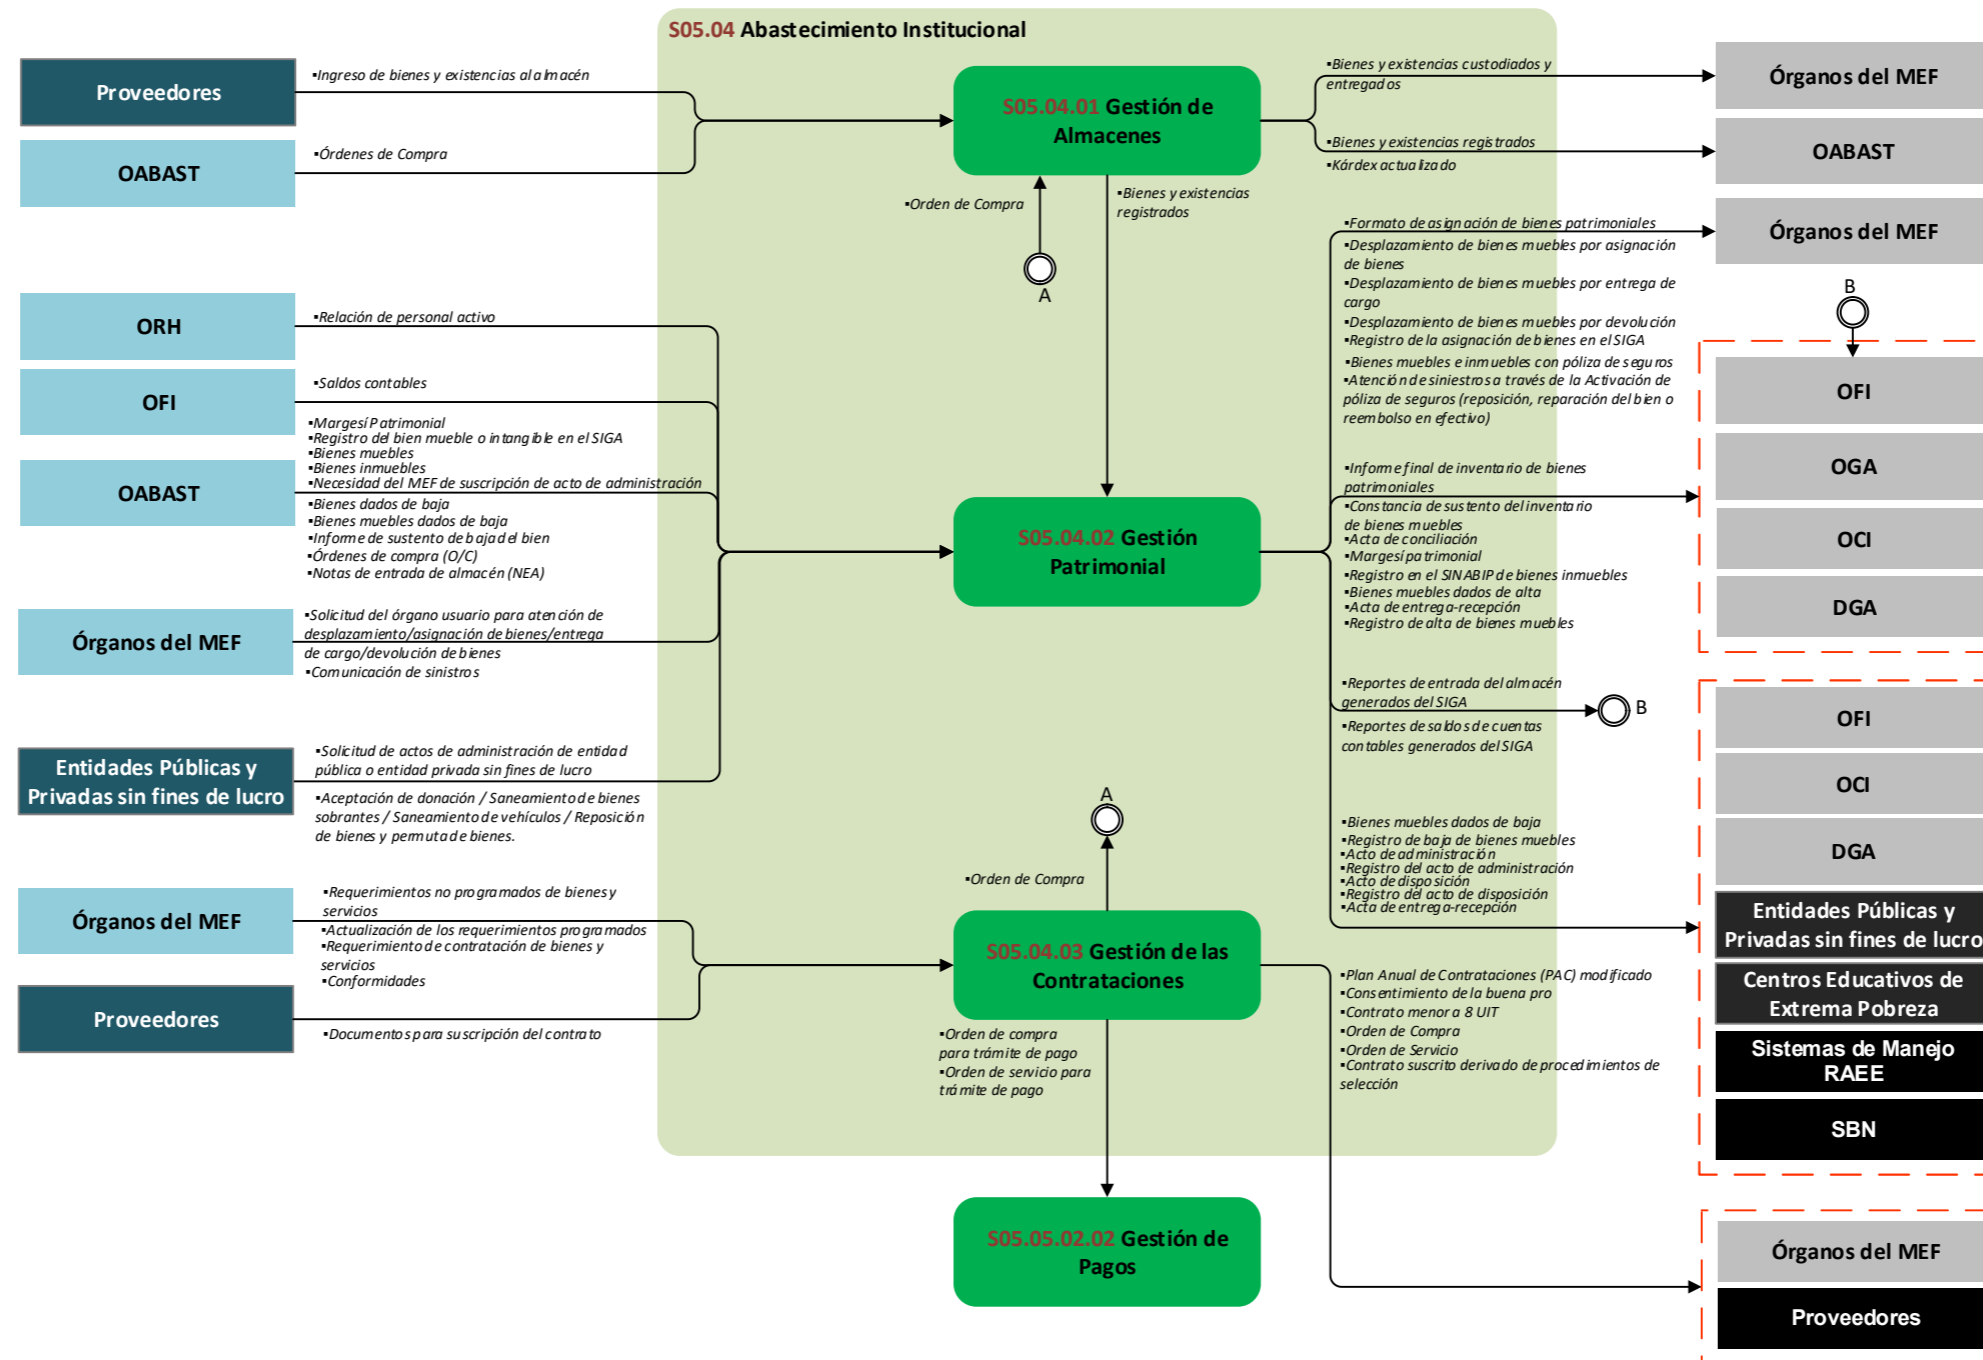 S05.04 Abastecimiento Institucional
Proveedores
▪Ingreso de bienes y existencias al almacén
OABAST
▪Órdenes de Compra
S05.04.01 Gestión de
Almacenes
▪Bienes y existencias custodiados y
entregados
Órganos del MEF
▪Bienes y existencias registrados
▪Kárdex actualizado
OABAST
▪Orden de Compra
A
▪Bienes y existencias
registrados
ORH
▪Relación de personal activo
OFI
▪Saldos contables
OABAST
▪Margesí Patrimonial
▪Registro del bien mueble o intangible en el SIGA
▪Bienes muebles
▪Bienes inmuebles
▪Necesidad del MEF de suscripción de acto de administración
▪Bienes dados de baja
▪Bienes muebles dados de baja
▪Informe de sustento de baja del bien
▪Órdenes de compra (O/C)
▪Notas de entrada de almacén (NEA)
Órganos del MEF
▪Solicitud del órgano usuario para atención de
desplazamiento/asignación de bienes/entrega
de cargo/devolución de bienes
▪Comunicación de sinistros
Entidades Públicas y
Privadas sin fines de lucro
▪Solicitud de actos de administración de entidad
pública o entidad privada sin fines de lucro
▪Aceptación de donación / Saneamiento de bienes
sobrantes / Saneamiento de vehículos / Reposición
de bienes y permuta de bienes.
S05.04.02 Gestión
Patrimonial
▪Formato de asignación de bienes patrimoniales
▪Desplazamiento de bienes muebles por asignación
de bienes
▪Desplazamiento de bienes muebles por entrega de
cargo
▪Desplazamiento de bienes muebles por devolución
▪Registro de la asignación de bienes en el SIGA
▪Bienes muebles e inmuebles con póliza de seguros
▪Atención de siniestros a través de la Activación de
póliza de seguros (reposición, reparación del bien o
reembolso en efectivo)
Órganos del MEF
B
▪Informe final de inventario de bienes
patrimoniales
▪Constancia de sustento del inventario
de bienes muebles
▪Acta de conciliación
▪Margesí patrimonial
▪Registro en el SINABIP de bienes inmuebles
▪Bienes muebles dados de alta
▪Acta de entrega-recepción
▪Registro de alta de bienes muebles
OFI
OGA
OCI
DGA
▪Reportes de entrada del almacén
generados del SIGA
▪Reportes de saldos de cuentas
contables generados del SIGA
B
▪Bienes muebles dados de baja
▪Registro de baja de bienes muebles
▪Acto de administración
▪Registro del acto de administración
▪Acto de disposición
▪Registro del acto de disposición
▪Acta de entrega-recepción
OFI
OCI
DGA
Entidades Públicas y
Privadas sin fines de lucro
Centros Educativos de
Extrema Pobreza
Sistemas de Manejo
RAEE
SBN
Órganos del MEF
▪Requerimientos no programados de bienes y
servicios
▪Actualización de los requerimientos programados
▪Requerimiento de contratación de bienes y
servicios
▪Conformidades
Proveedores
▪Documentos para suscripción del contrato
A
▪Orden de Compra
S05.04.03 Gestión de las
Contrataciones
▪Orden de compra
para trámite de pago
▪Orden de servicio para
trámite de pago
▪Plan Anual de Contrataciones (PAC) modificado
▪Consentimiento de la buena pro
▪Contrato menor a 8 UIT
▪Orden de Compra
▪Orden de Servicio
▪Contrato suscrito derivado de procedimientos de
selección
S05.05.02.02 Gestión de
Pagos
Órganos del MEF
Proveedores